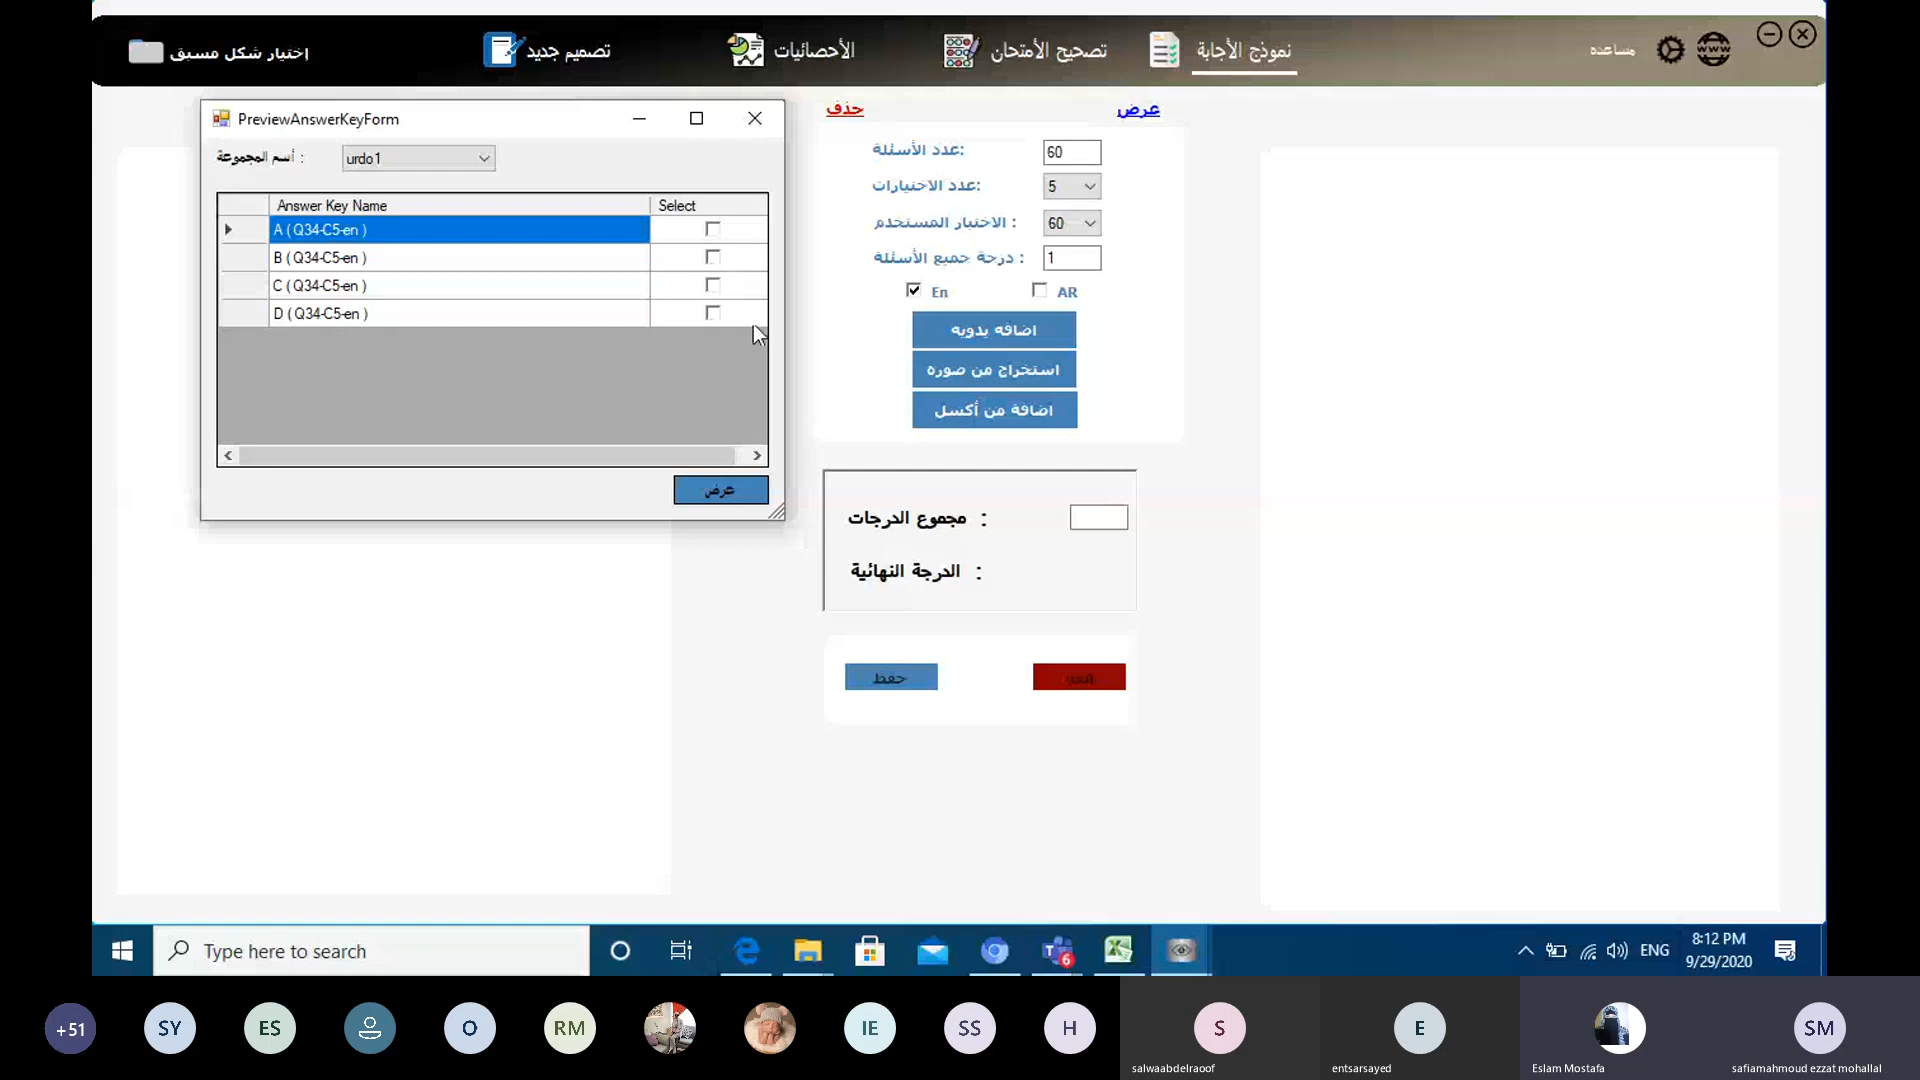 إختيار شكل مسبق
تصميم جديد
الأحصائيات
تصحيح الأمتحان
نموذج الأجابة
مساعده
www
PreviewAnswerKeyForm
أسم المجموعة :
urdo1
Answer Key Name Select
A ( Q34-C5-en )
B ( Q34-C5-en )
C ( Q34-C5-en )
D ( Q34-C5-en )
عرض
حذف
عرض
عدد الأسئلة: 60
عدد الاختيارات: 5
الاختيار المستخدم : 60
درجة جميع الأسئلة : 1
En AR
اضافه يدويه
استخراج من صوره
اضافة من أكسل
مجموع الدرجات :
الدرجة النهائية :
حفظ
Type here to search
6
ENG
8:12 PM
9/29/2020
+51
SY
ES
O
RM
IE
SS
H
S
E
SM
salwaabdelraoof
entsarsayed
Eslam Mostafa
safiamahmoud ezzat mohallal